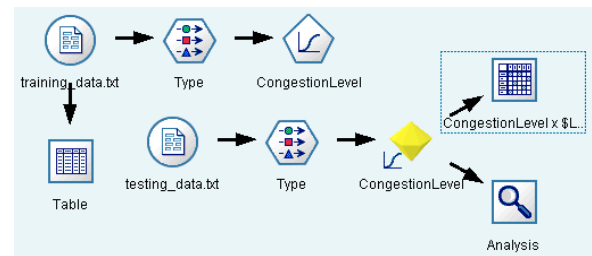 training_data.txt
Type
CongestionLevel
CongestionLevel x $L..
Table
testing_data.txt
Type
CongestionLevel
Analysis